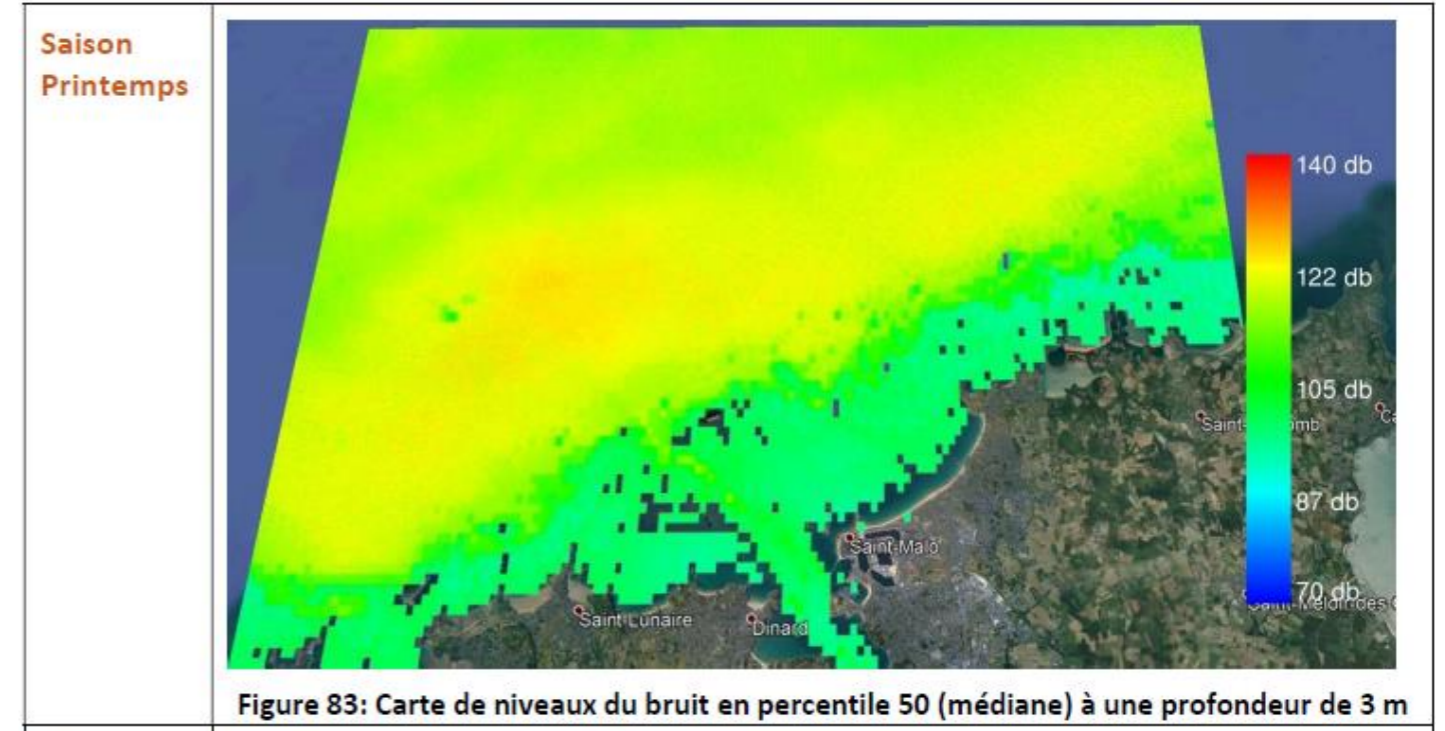 Saison
Printemps
140 db
122 db
105 db
87 db
70 db
Saint-Malo
Saint-Lunaire
Dinard
Figure 83: Carte de niveaux du bruit en percentile 50 (médiane) à une profondeur de 3 m